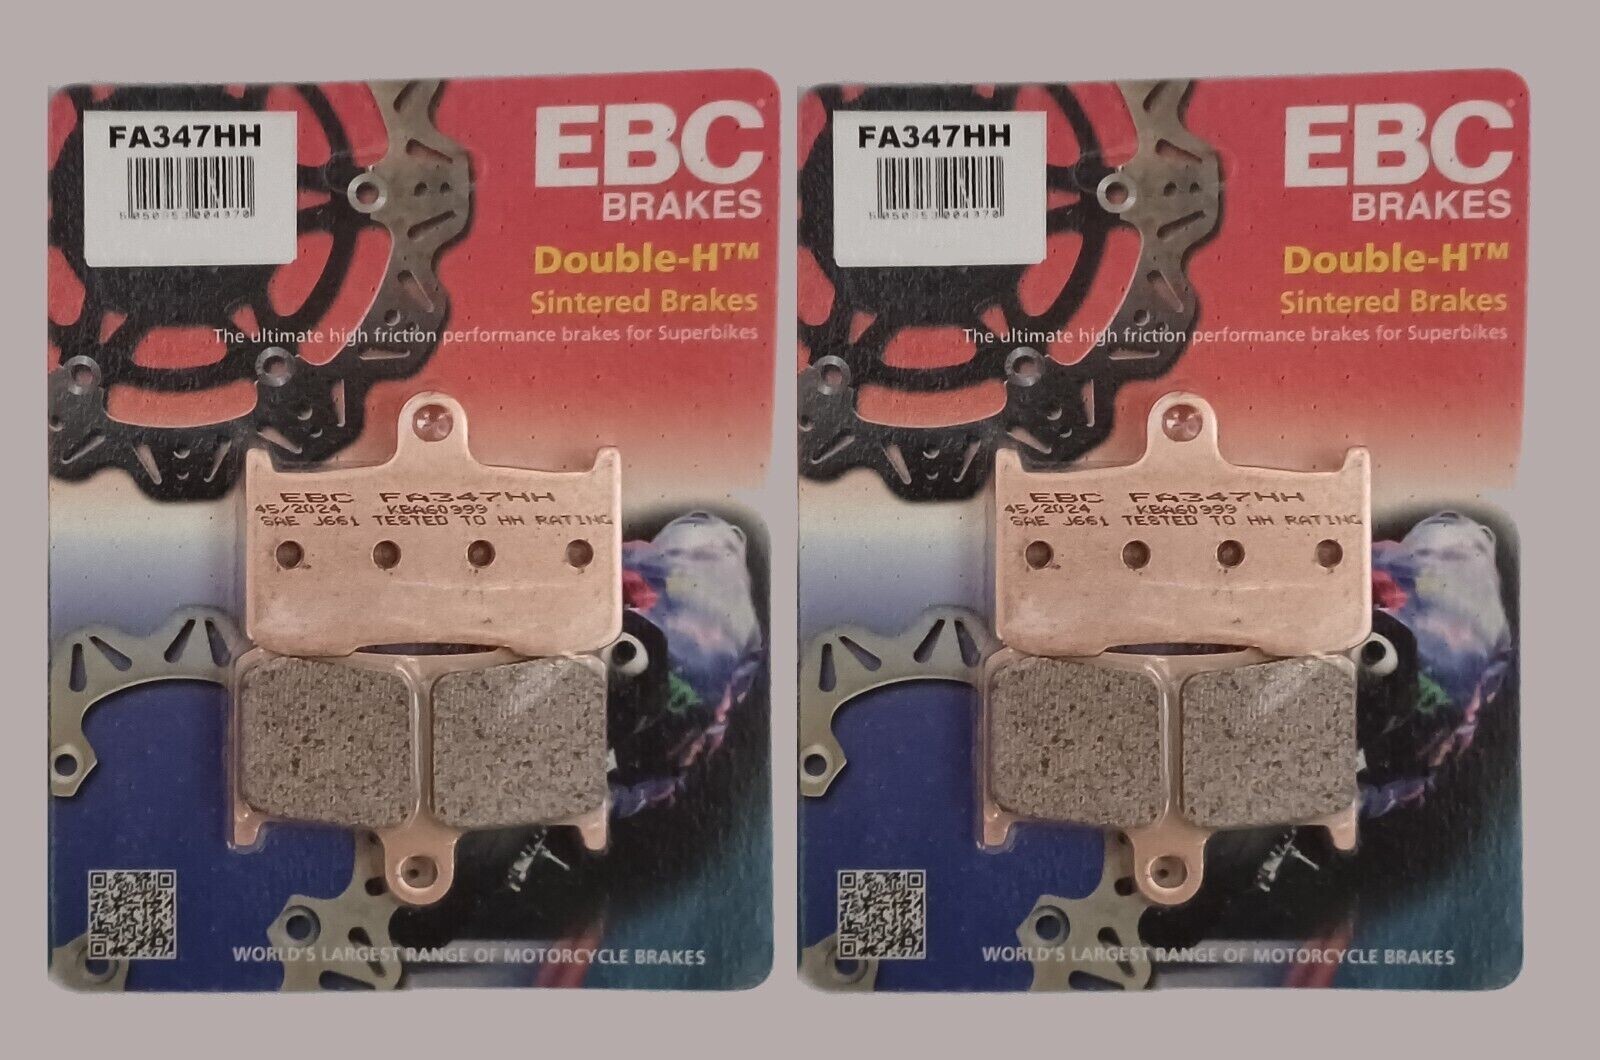 FA347HH
5050953004370
EBC
BRAKES
Double-H™
Sintered Brakes
The ultimate high friction performance brakes for Superbikes
EBC FA347HH
45/2024 KBA60999
SAE J661 TESTED TO HH RATING
WORLD'S LARGEST RANGE OF MOTORCYCLE BRAKES
FA347HH
5050953004370
EBC
BRAKES
Double-H™
Sintered Brakes
The ultimate high friction performance brakes for Superbikes
EBC FA347HH
45/2024 KBA60999
SAE J661 TESTED TO HH RATING
WORLD'S LARGEST RANGE OF MOTORCYCLE BRAKES